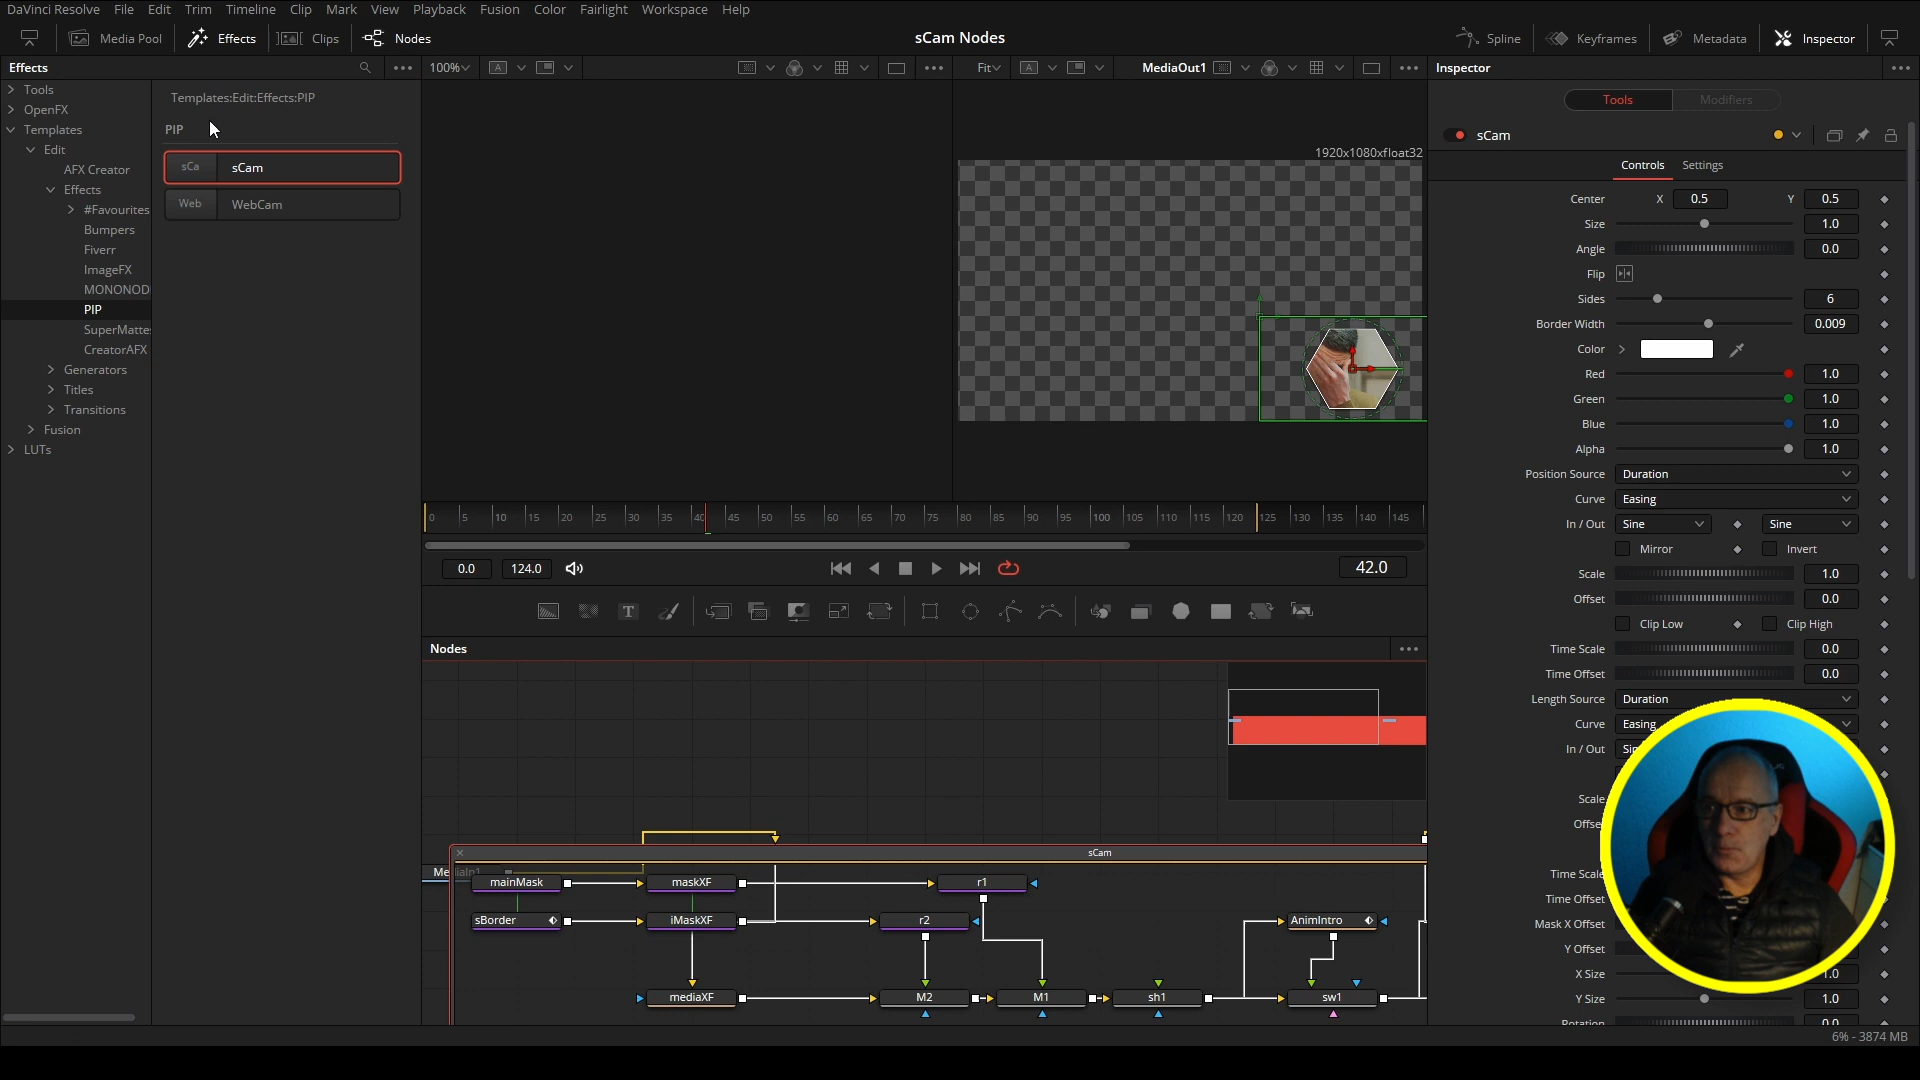 DaVinci Resolve File Edit Trim Timeline Clip Mark View Playback Fusion Color Fairlight Workspace Help
Media Pool Effects Clips Nodes
sCam Nodes
Spline Keyframes Metadata Inspector
Effects
100%
A
Fit
A
MediaOut1
Inspector
Tools
OpenFX
Templates
Edit
AFX Creator
Effects
#Favourites
Bumpers
Fiverr
ImageFX
MONONOD
PIP
SuperMatte
CreatorAFX
Generators
Titles
Transitions
Fusion
LUTs
Templates:Edit:Effects:PIP
PIP
sCa sCam
Web WebCam
1920x1080xfloat32
0 5 10 15 20 25 30 35 40 45 50 55 60 65 70 75 80 85 90 95 100 105 110 115 120 125 130 135 140 145
0.0 124.0
42.0
T
Nodes
sCam
mainMask maskXF r1
sBorder iMaskXF r2 AnimIntro
mediaXF M2 M1 sh1 sw1
Tools Modifiers
sCam
Controls Settings
Center X 0.5 Y 0.5
Size 1.0
Angle 0.0
Flip
Sides 6
Border Width 0.009
Color
Red 1.0
Green 1.0
Blue 1.0
Alpha 1.0
Position Source Duration
Curve Easing
In / Out Sine Sine
Mirror Invert
Scale 1.0
Offset 0.0
Clip Low Clip High
Time Scale 0.0
Time Offset 0.0
Length Source Duration
Curve Easing
In / Out
Scale
Offse
Time Scale
Time Offset
Mask X Offset
Y Offset
X Size 1.0
Y Size 1.0
Rotation 0.0
6% - 3874 MB